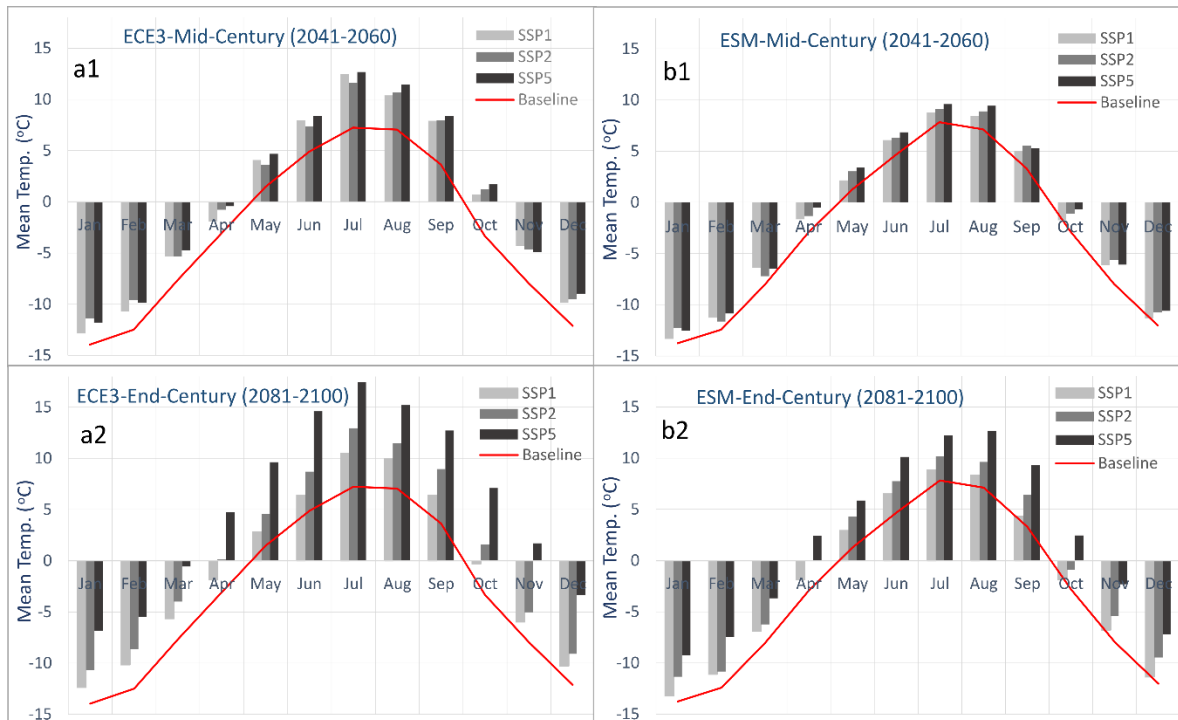 ECE3-Mid-Century (2041-2060)
a1
SSP1
SSP2
SSP5
Baseline
Mean Temp. (°C)
15
10
5
0
-5
-10
-15
Jan Feb Mar Apr May Jun Jul Aug Sep Oct Nov Dec
ESM-Mid-Century (2041-2060)
b1
SSP1
SSP2
SSP5
Baseline
Mean Temp. (°C)
15
10
5
0
-5
-10
-15
Jan Feb Mar Apr May Jun Jul Aug Sep Oct Nov Dec
ECE3-End-Century (2081-2100)
a2
SSP1
SSP2
SSP5
Baseline
Mean Temp. (°C)
15
10
5
0
-5
-10
-15
Jan Feb Mar Apr May Jun Jul Aug Sep Oct Nov Dec
ESM-End-Century (2081-2100)
b2
SSP1
SSP2
SSP5
Baseline
Mean Temp. (°C)
15
10
5
0
-5
-10
-15
Jan Feb Mar Apr May Jun Jul Aug Sep Oct Nov Dec